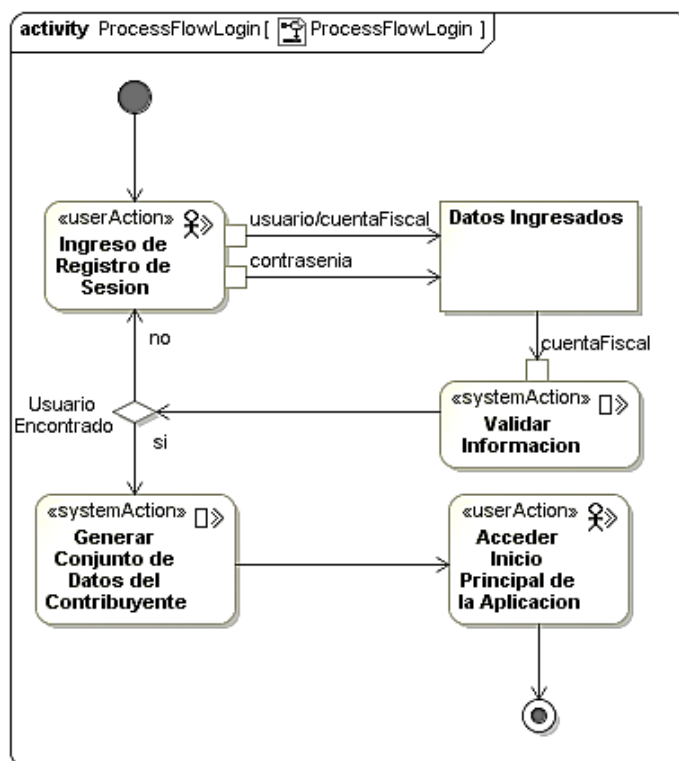 activity ProcessFlowLogin [ ProcessFlowLogin ]
«userAction»
Ingreso de
Registro de
Sesion
usuario/cuentaFiscal
contrasenia
Datos Ingresados
cuentaFiscal
no
Usuario
Encontrado
si
«systemAction»
Validar
Informacion
«systemAction»
Generar
Conjunto de
Datos del
Contribuyente
«userAction»
Acceder
Inicio
Principal de
la Aplicacion